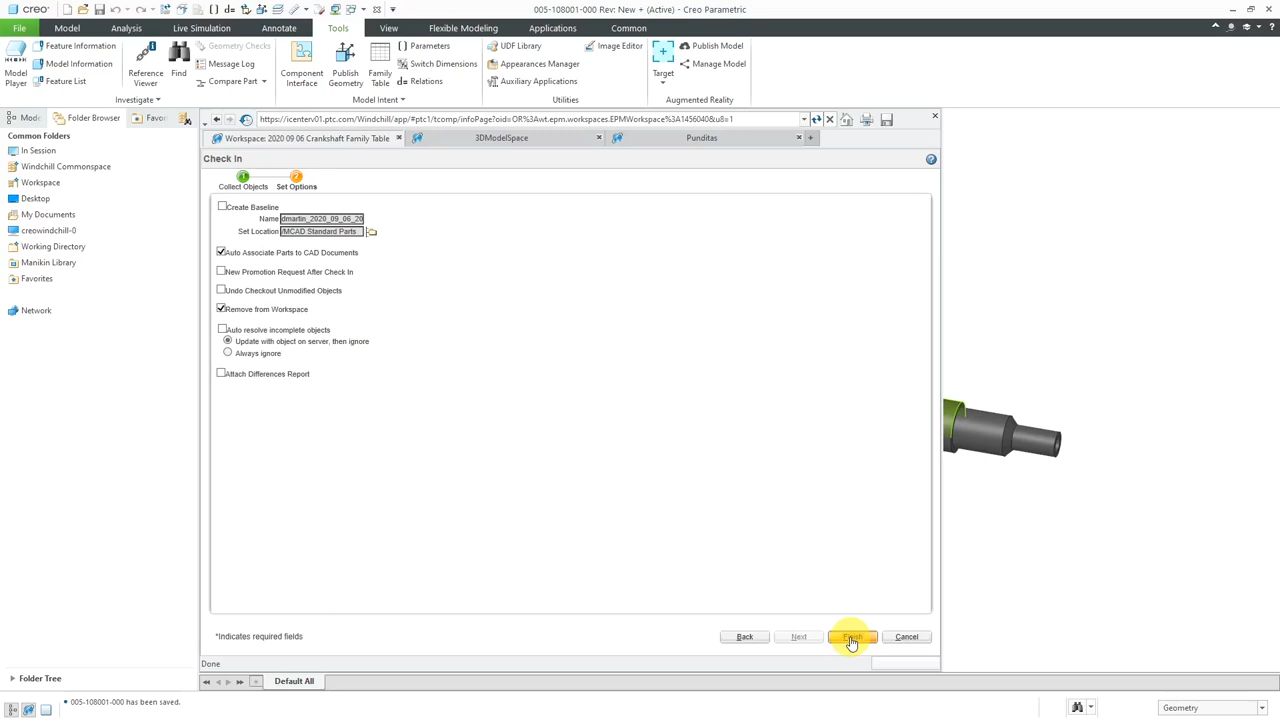 creo
005-108001-000 Rev: New + (Active) - Creo Parametric
File Model Analysis Live Simulation Annotate Tools View Flexible Modeling Applications Common
Model Player
Feature Information
Model Information
Feature List
Reference Viewer
Find
Geometry Checks
Message Log
Compare Part
Investigate
Component Interface
Publish Geometry
Family Table
Parameters
Switch Dimensions
Relations
Model Intent
UDF Library
Appearances Manager
Auxiliary Applications
Image Editor
Utilities
Target
Publish Model
Manage Model
Augmented Reality
Mode Folder Browser Favor
Common Folders
In Session
Windchill Commonspace
Workspace
Desktop
My Documents
creowindchill-0
Working Directory
Manikin Library
Favorites
Network
Folder Tree
https://icenterv01.ptc.com/Windchill/app/#ptc1/tcomp/infoPage?oid=OR%3Awt.epm.workspaces.EPMWorkspace%3A1456040&u8=1
Workspace: 2020 09 06 Crankshaft Family Table 3DModelSpace Punditas
Check In
1 2
Collect Objects Set Options
Create Baseline
Name dmartin_2020_09_06_20
Set Location /MCAD Standard Parts
Auto Associate Parts to CAD Documents
New Promotion Request After Check In
Undo Checkout Unmodified Objects
Remove from Workspace
Auto resolve incomplete objects
Update with object on server, then ignore
Always ignore
Attach Differences Report
*Indicates required fields
Back Next Finish Cancel
Done
Default All
005-108001-000 has been saved.
Geometry